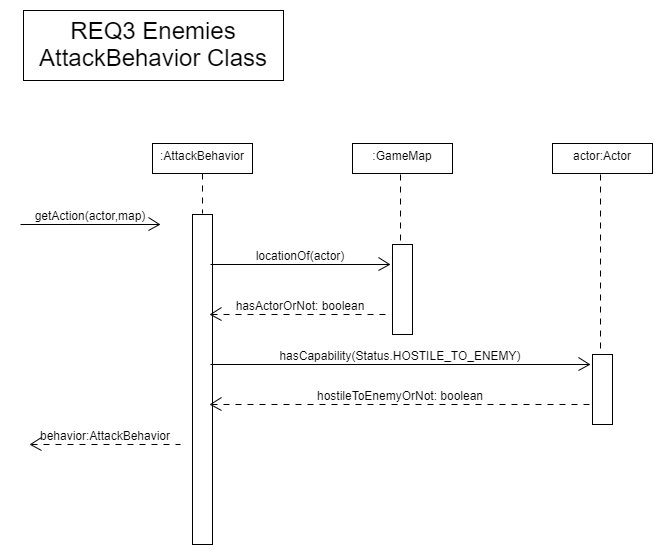 REQ3 Enemies
AttackBehavior Class
:AttackBehavior
:GameMap
actor:Actor
getAction(actor,map)
locationOf(actor)
hasActorOrNot: boolean
hasCapability(Status.HOSTILE_TO_ENEMY)
hostileToEnemyOrNot: boolean
behavior:AttackBehavior